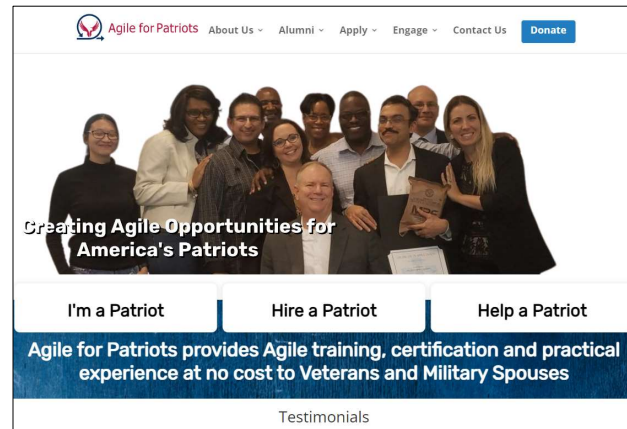 Agile for Patriots
About Us
Alumni
Apply
Engage
Contact Us
Donate
Creating Agile Opportunities for
America's Patriots
I'm a Patriot
Hire a Patriot
Help a Patriot
Agile for Patriots provides Agile training, certification and practical
experience at no cost to Veterans and Military Spouses
Testimonials